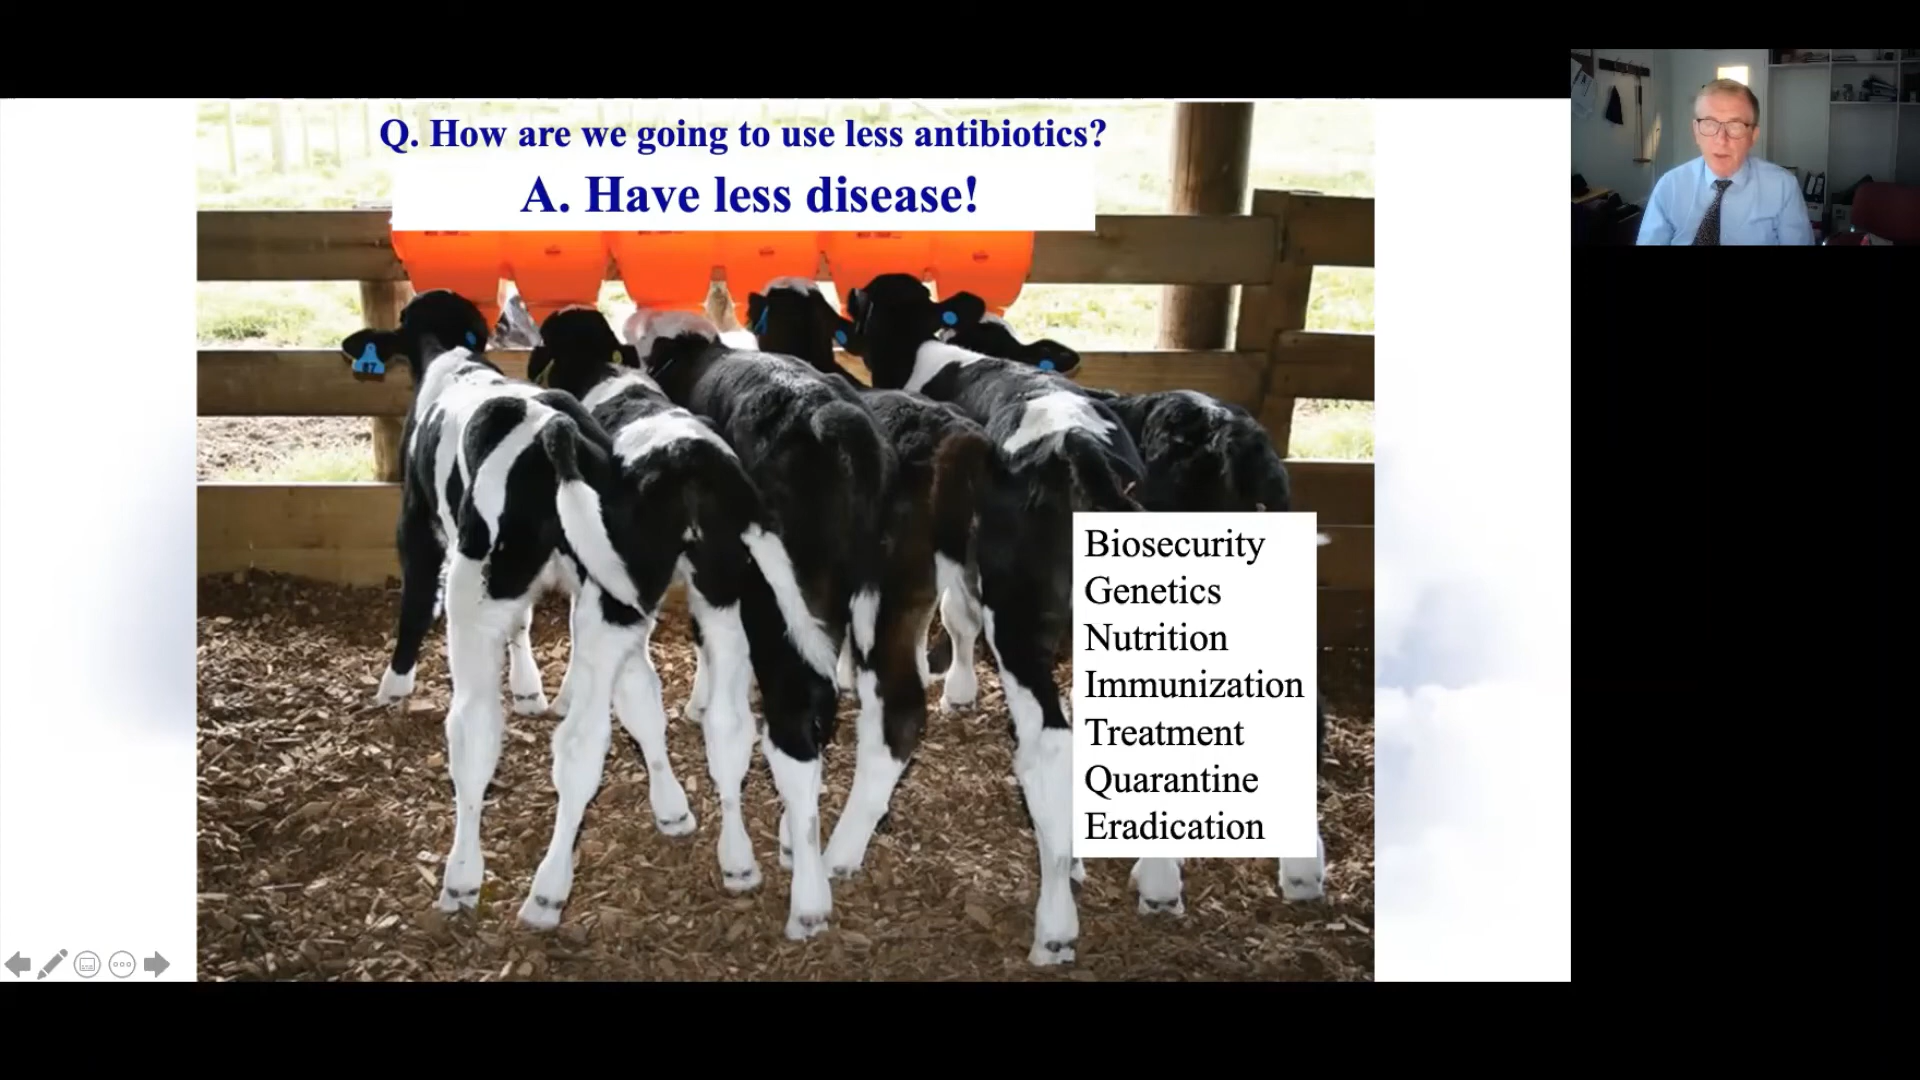 Q. How are we going to use less antibiotics?
A. Have less disease!
Biosecurity
Genetics
Nutrition
Immunization
Treatment
Quarantine
Eradication